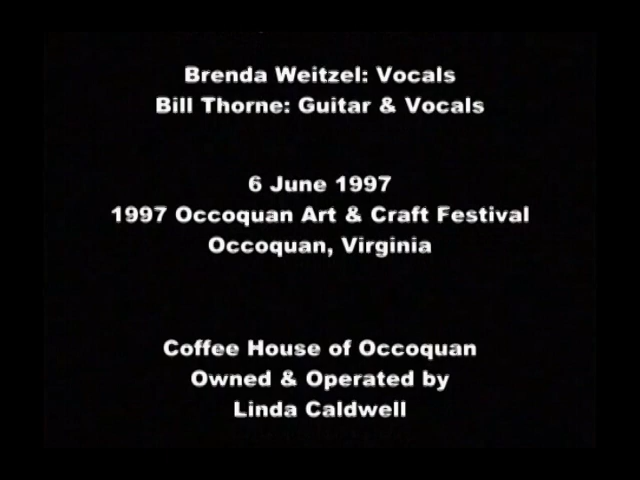 Brenda Weitzel: Vocals
Bill Thorne: Guitar & Vocals
6 June 1997
1997 Occoquan Art & Craft Festival
Occoquan, Virginia
Coffee House of Occoquan
Owned & Operated by
Linda Caldwell